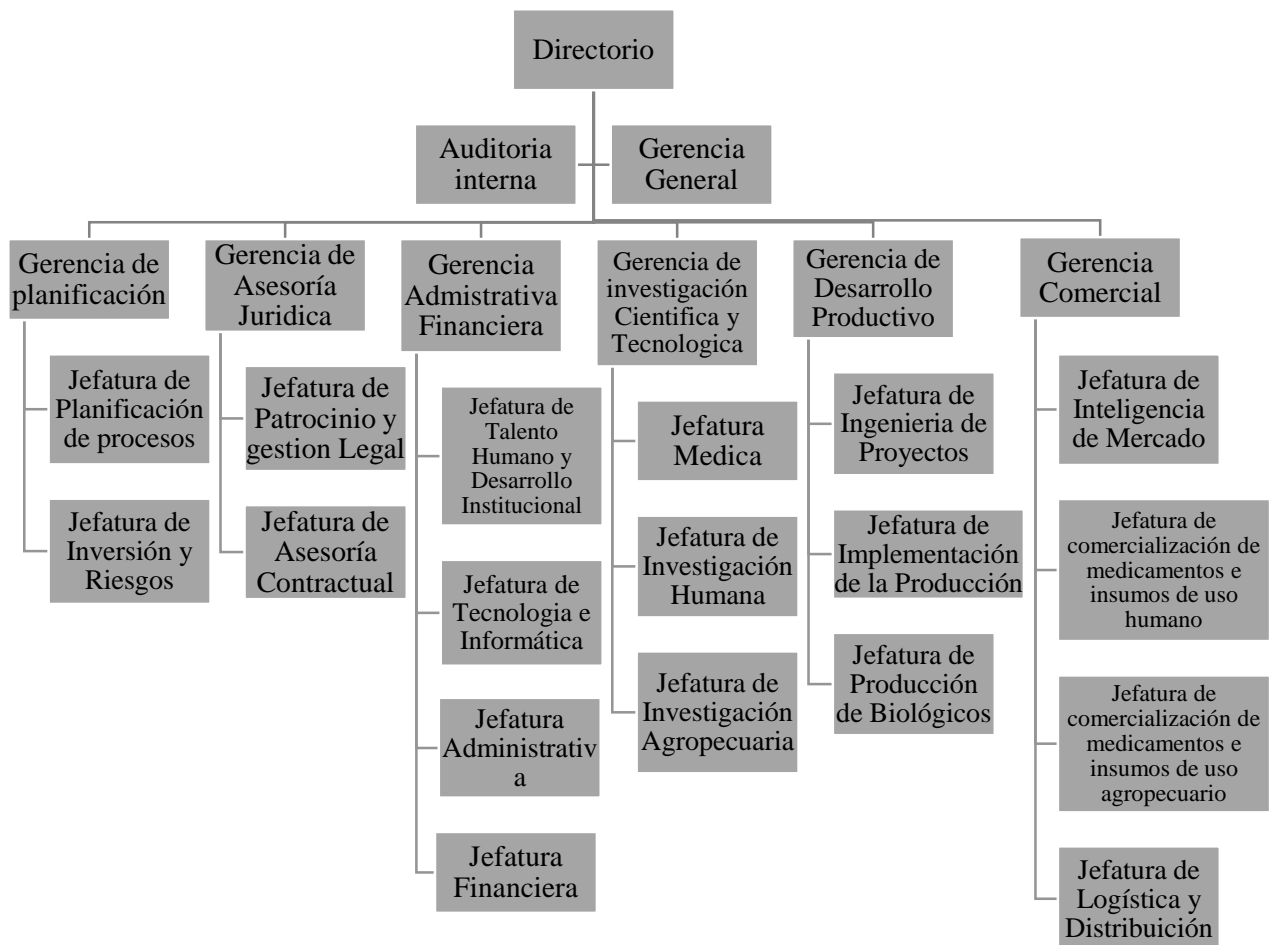 Directorio
Auditoria
interna
Gerencia
General
Gerencia de
planificación
Jefatura de
Planificación
de procesos
Jefatura de
Inversión y
Riesgos
Gerencia de
Asesoría
Juridica
Jefatura de
Patrocinio y
gestion Legal
Jefatura de
Asesoría
Contractual
Gerencia
Admistrativa
Financiera
Jefatura de
Talento
Humano y
Desarrollo
Institucional
Jefatura de
Tecnologia e
Informática
Jefatura
Administrativ
a
Jefatura
Financiera
Gerencia de
investigación
Cientifica y
Tecnologica
Jefatura
Medica
Jefatura de
Investigación
Humana
Jefatura de
Investigación
Agropecuaria
Gerencia de
Desarrollo
Productivo
Jefatura de
Ingenieria de
Proyectos
Jefatura de
Implementación
de la Producción
Jefatura de
Producción
de Biológicos
Gerencia
Comercial
Jefatura de
Inteligencia
de Mercado
Jefatura de
comercialización de
medicamentos e
insumos de uso
humano
Jefatura de
comercialización de
medicamentos e
insumos de uso
agropecuario
Jefatura de
Logística y
Distribuición